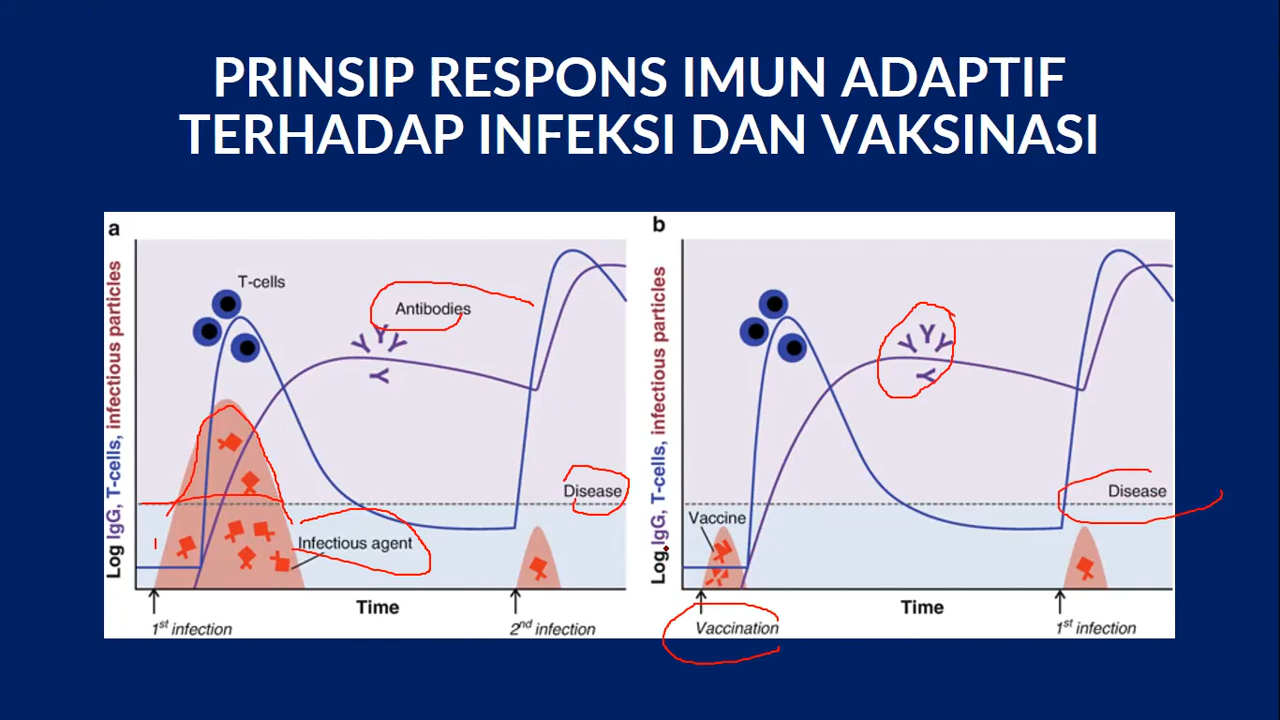 PRINSIP RESPONS IMUN ADAPTIF
TERHADAP INFEKSI DAN VAKSINASI
a
Log IgG, T-cells, infectious particles
T-cells
Antibodies
Disease
Infectious agent
Time
1st infection
2nd infection
b
Log IgG, T-cells, infectious particles
Disease
Vaccine
Time
Vaccination
1st infection